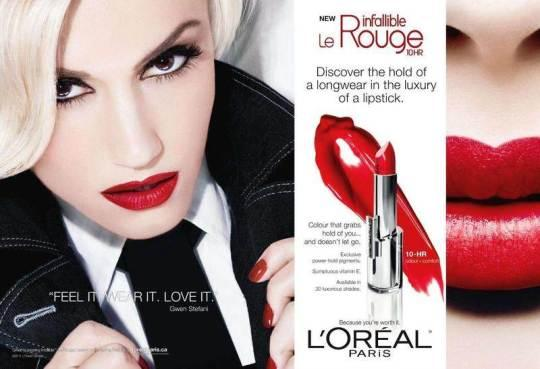 "FEEL IT. WEAR IT. LOVE IT."
Gwen Stefani
NEW infallible
Le Rouge
10HR
Discover the hold of
a longwear in the luxury
of a lipstick.
Colour that grabs
hold of you...
and doesn't let go.
Exclusive
power-hold pigments.
Sumptuous vitamin E.
Available in
20 luxurious shades.
10-HR
colour + comfort
Because you're worth it.
L'ORÉAL
PARIS